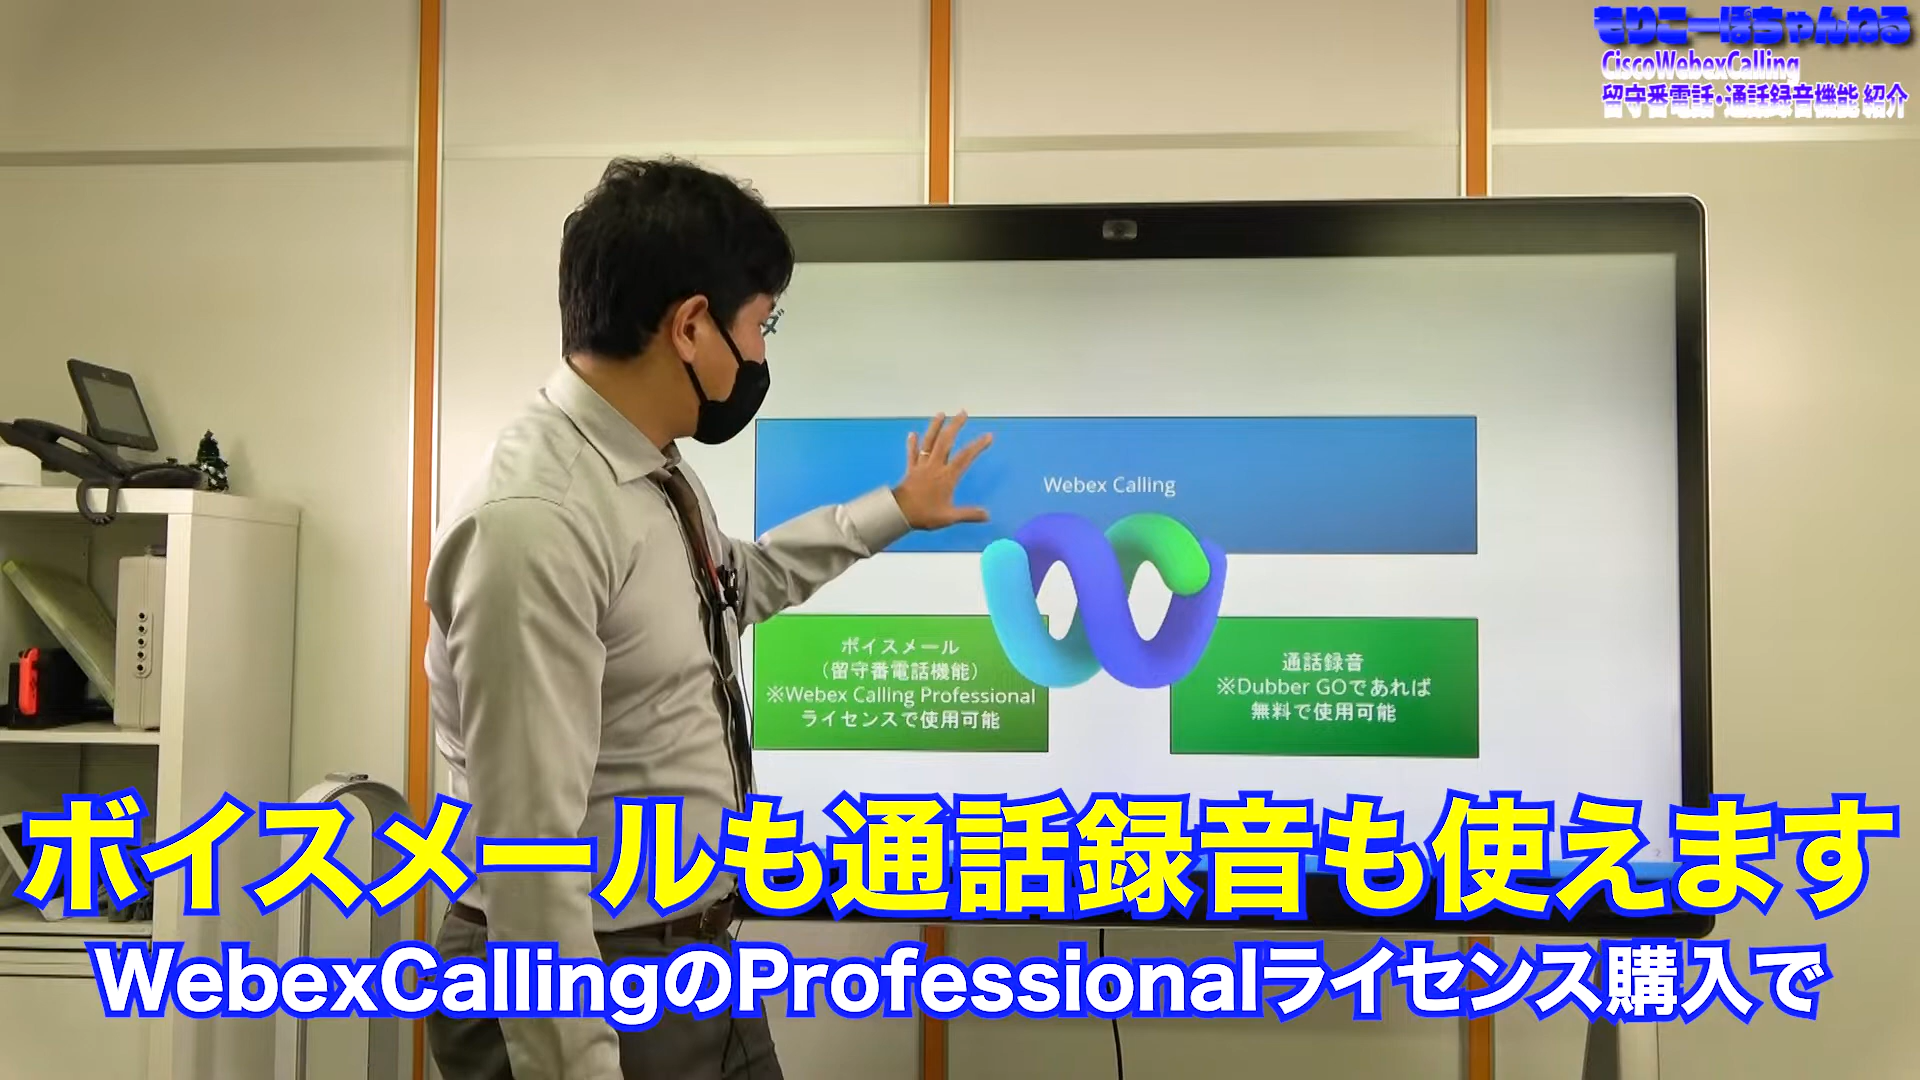 もりこーぽちゃんねる
CiscoWebexCalling
留守番電話・通話録音機能 紹介
Webex Calling
ボイスメール
（留守番電話機能）
※Webex Calling Professional
ライセンスで使用可能
通話録音
※Dubber GOであれば
無料で使用可能
2
ボイスメールも通話録音も使えます
WebexCallingのProfessionalライセンス購入で